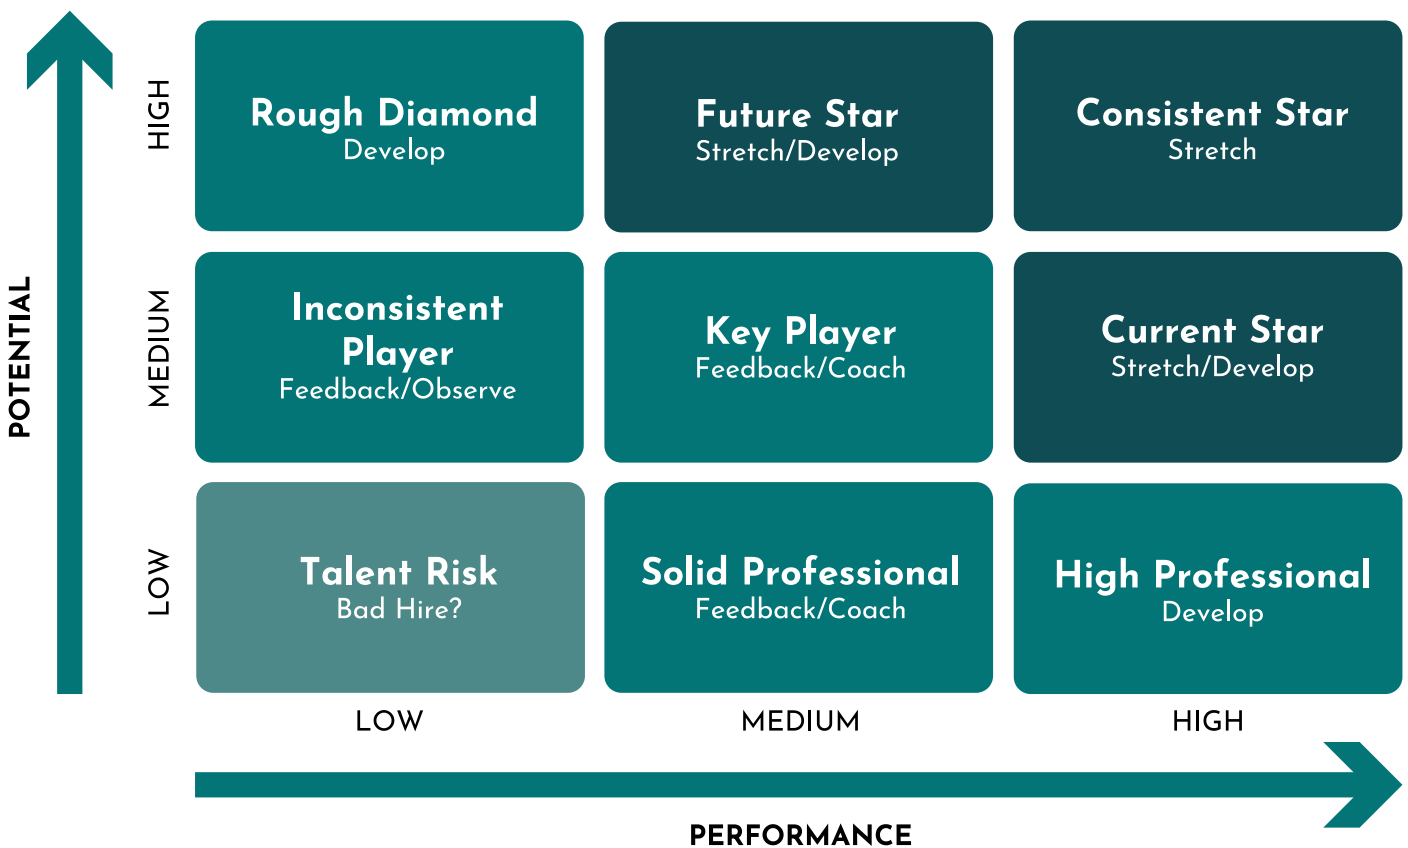 POTENTIAL
HIGH
Rough Diamond
Develop
Future Star
Stretch/Develop
Consistent Star
Stretch
MEDIUM
Inconsistent
Player
Feedback/Observe
Key Player
Feedback/Coach
Current Star
Stretch/Develop
LOW
Talent Risk
Bad Hire?
Solid Professional
Feedback/Coach
High Professional
Develop
LOW
MEDIUM
HIGH
PERFORMANCE